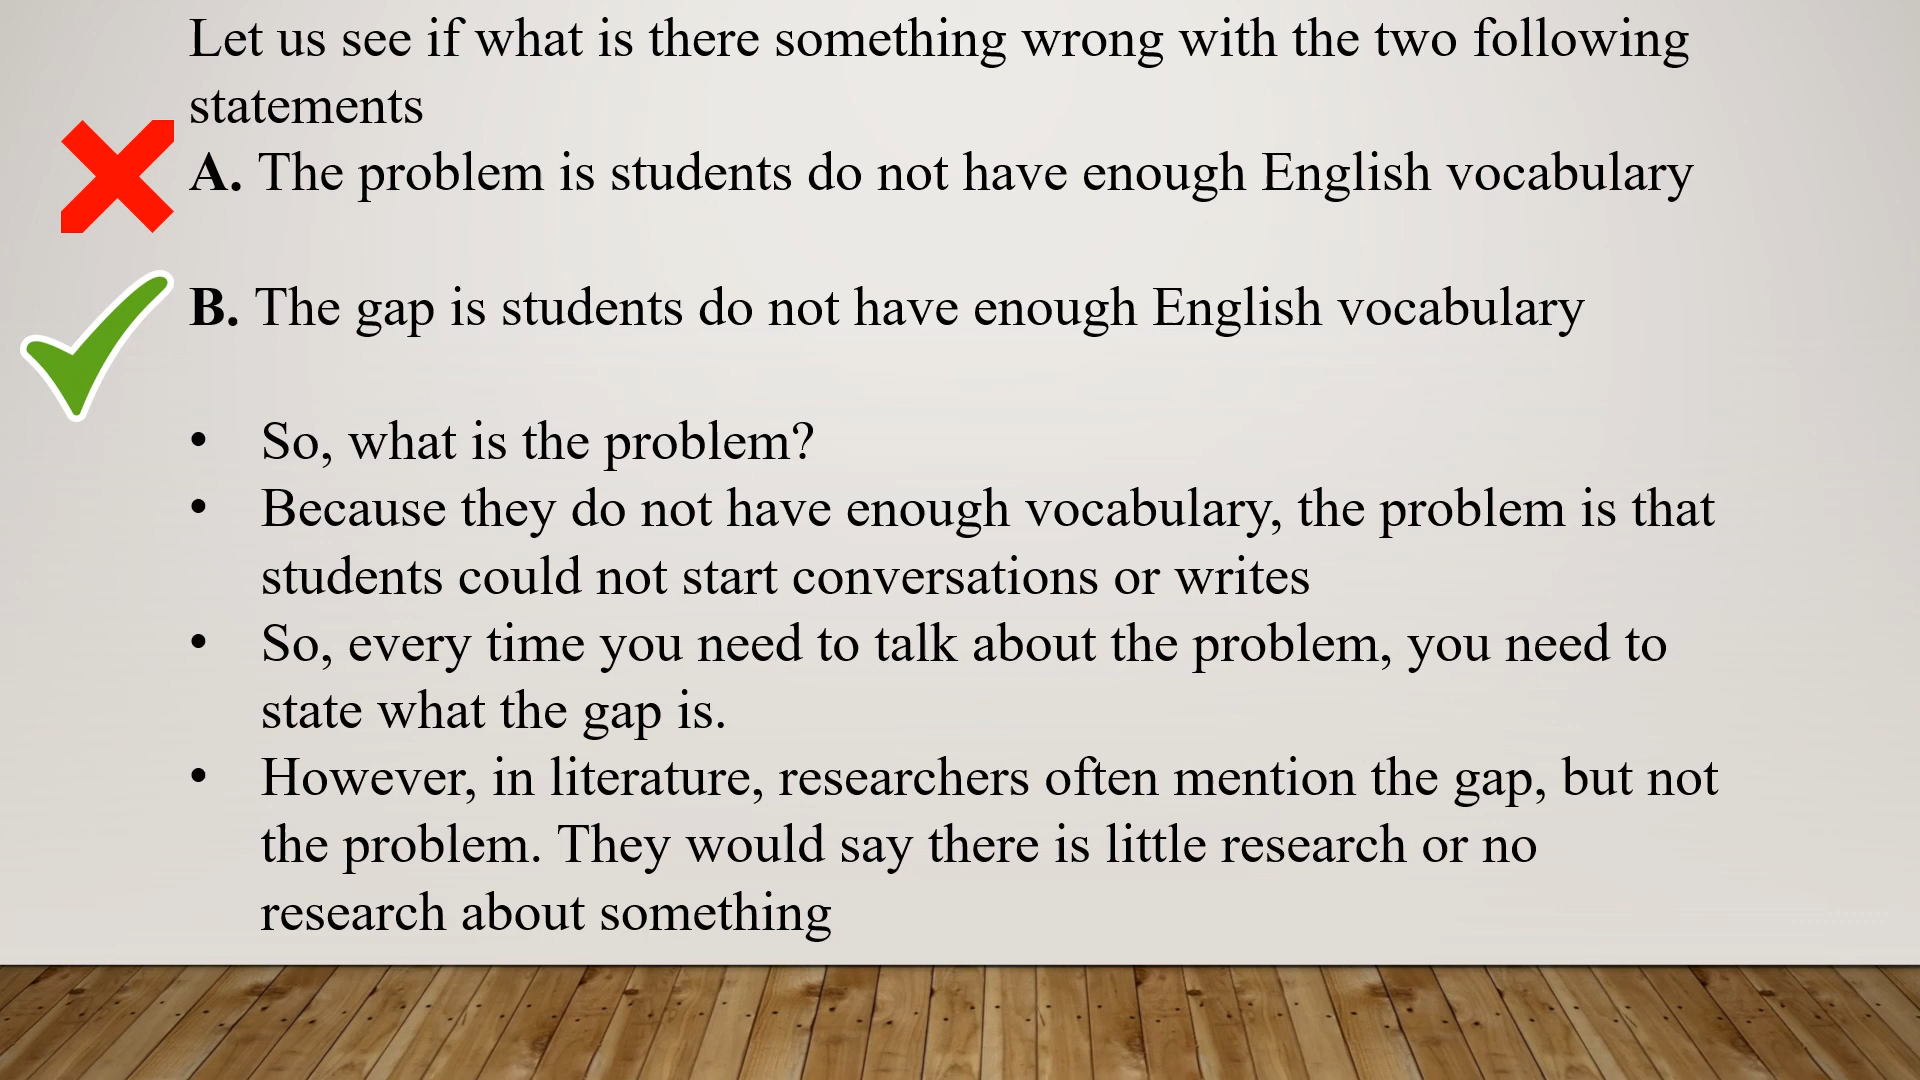 Let us see if what is there something wrong with the two following
statements
A. The problem is students do not have enough English vocabulary
B. The gap is students do not have enough English vocabulary
• So, what is the problem?
• Because they do not have enough vocabulary, the problem is that
students could not start conversations or writes
• So, every time you need to talk about the problem, you need to
state what the gap is.
• However, in literature, researchers often mention the gap, but not
the problem. They would say there is little research or no
research about something